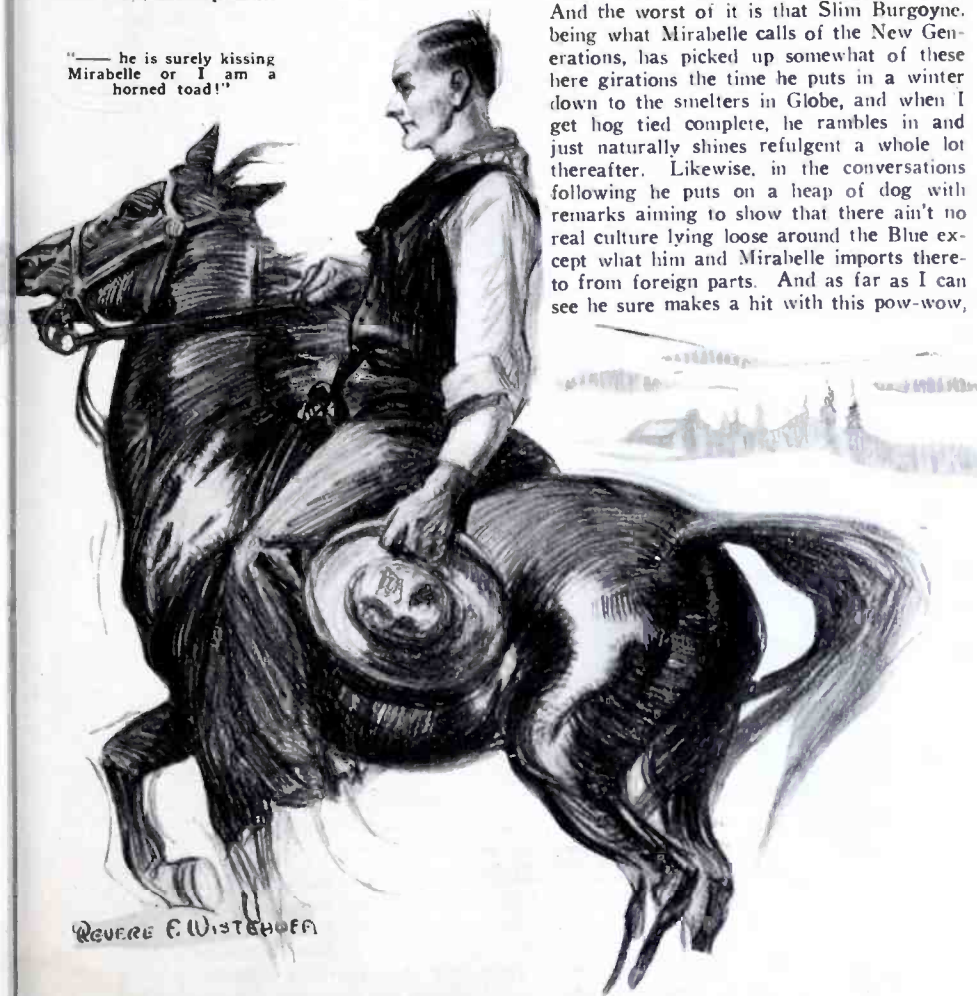 "—— he is surely kissing
Mirabelle or I am a
horned toad!"
And the worst of it is that Slim Burgoyne,
being what Mirabelle calls of the New Gen-
erations, has picked up somewhat of these
here girations the time he puts in a winter
down to the smelters in Globe, and when I
get hog tied complete, he rambles in and
just naturally shines refulgent a whole lot
thereafter. Likewise, in the conversations
following he puts on a heap of dog with
remarks aiming to show that there ain't no
real culture lying loose around the Blue ex-
cept what him and Mirabelle imports there-
to from foreign parts. And as far as I can
see he sure makes a hit with this pow-wow,
REVERE F. WISTEHUFF